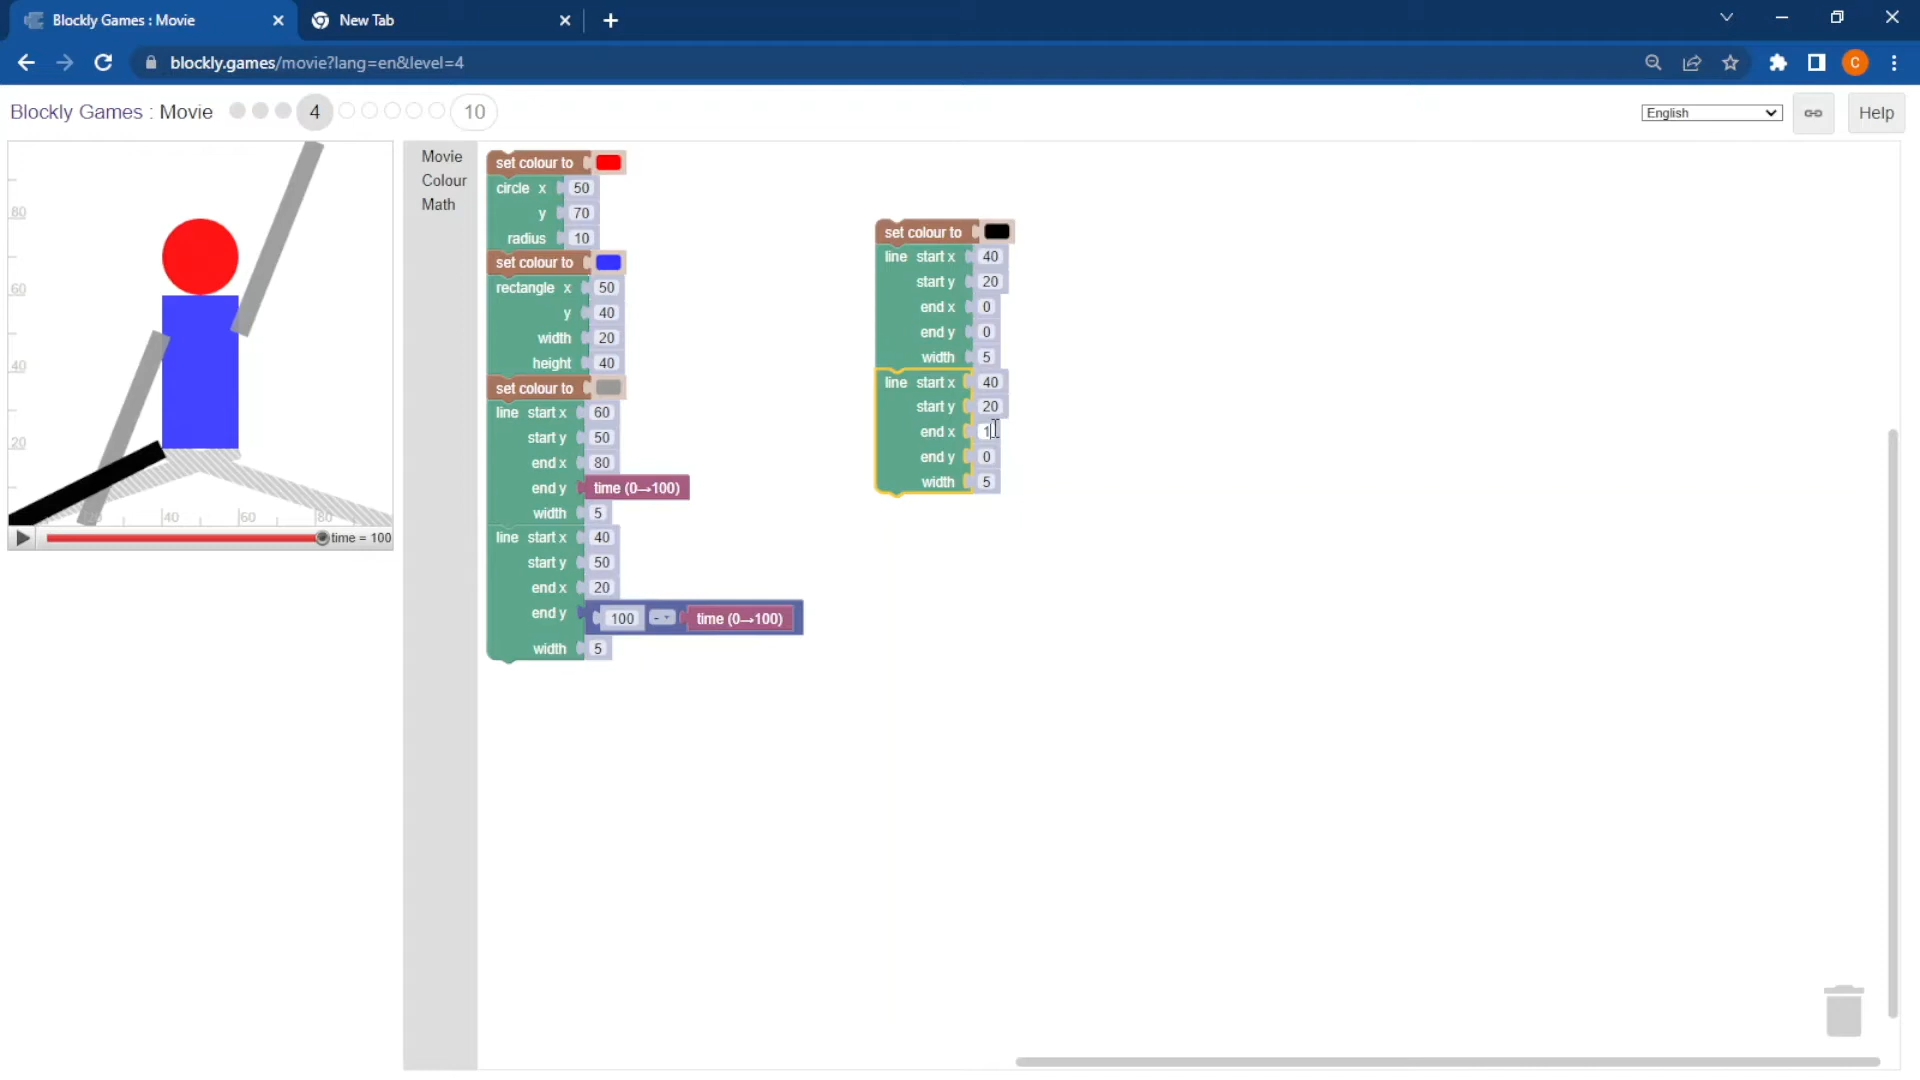 Blockly Games : Movie
New Tab
blockly.games/movie?lang=en&level=4
C
Blockly Games : Movie 4 10
English
Help
80
60
40
20
40 60 80
time = 100
Movie
Colour
Math
set colour to
circle x 50
y 70
radius 10
set colour to
rectangle x 50
y 40
width 20
height 40
set colour to
line start x 60
start y 50
end x 80
end y time (0→100)
width 5
line start x 40
start y 50
end x 20
end y 100 - time (0→100)
width 5
set colour to
line start x 40
start y 20
end x 0
end y 0
width 5
line start x 40
start y 20
end x 1
end y 0
width 5